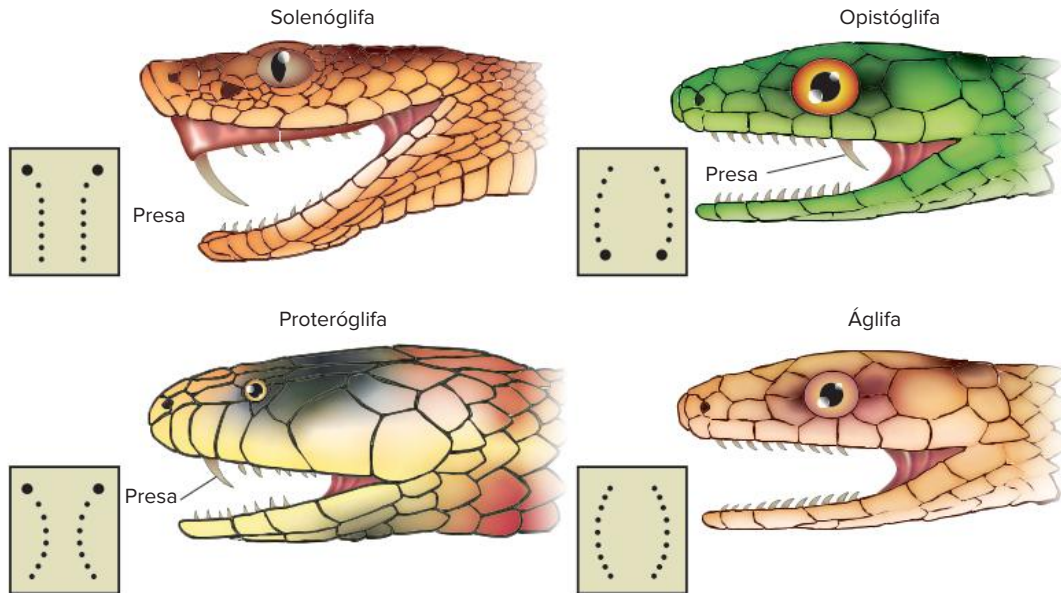 Solenóglifa
Opistóglifa
Presa
Presa
Proteróglifa
Áglifa
Presa